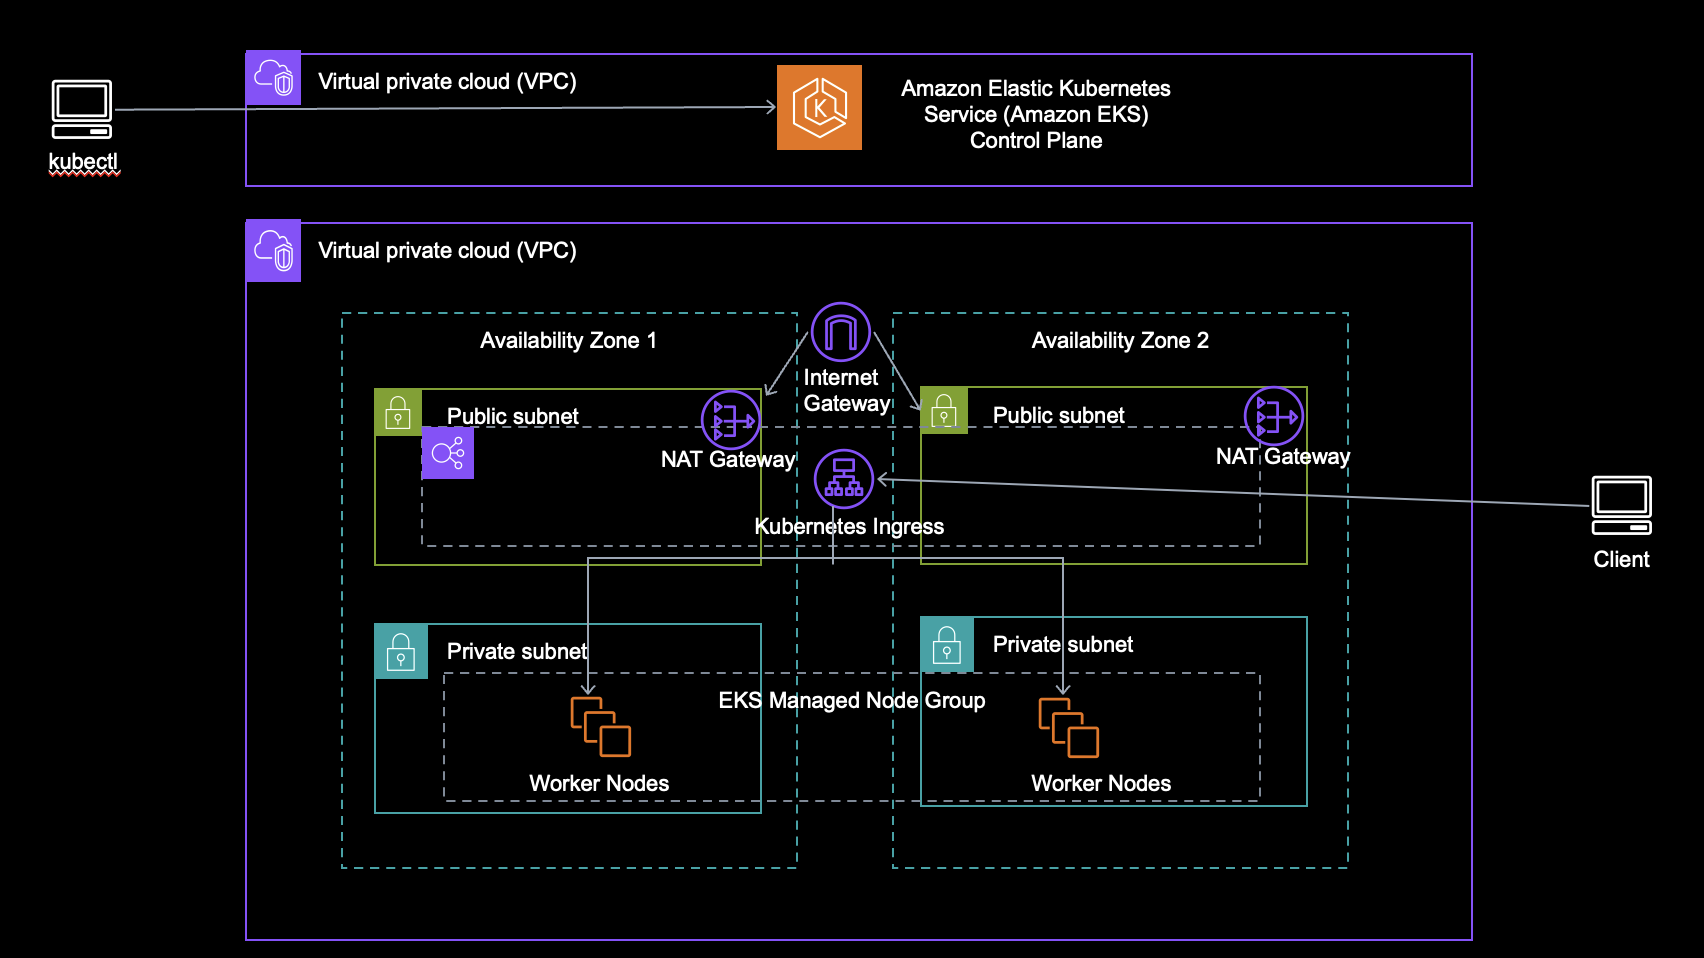 Virtual private cloud (VPC)
Amazon Elastic Kubernetes
Service (Amazon EKS)
Control Plane
kubectl
K
Virtual private cloud (VPC)
Availability Zone 1
Availability Zone 2
Internet
Gateway
Public subnet
Public subnet
NAT Gateway
NAT Gateway
Kubernetes Ingress
Client
Private subnet
Private subnet
EKS Managed Node Group
Worker Nodes
Worker Nodes